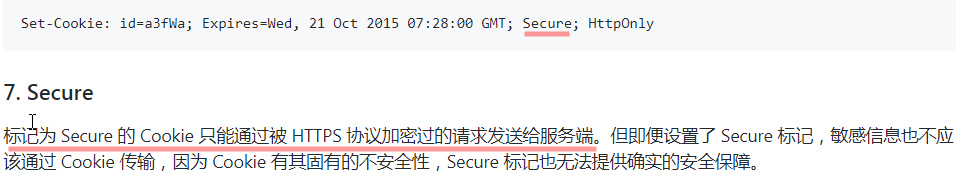 Set-Cookie: id=a3fWa; Expires=Wed, 21 Oct 2015 07:28:00 GMT; Secure; HttpOnly
7. Secure
标记为 Secure 的 Cookie 只能通过被 HTTPS 协议加密过的请求发送给服务端。但即便设置了 Secure 标记，敏感信息也不应
该通过 Cookie 传输，因为 Cookie 有其固有的不安全性，Secure 标记也无法提供确实的安全保障。